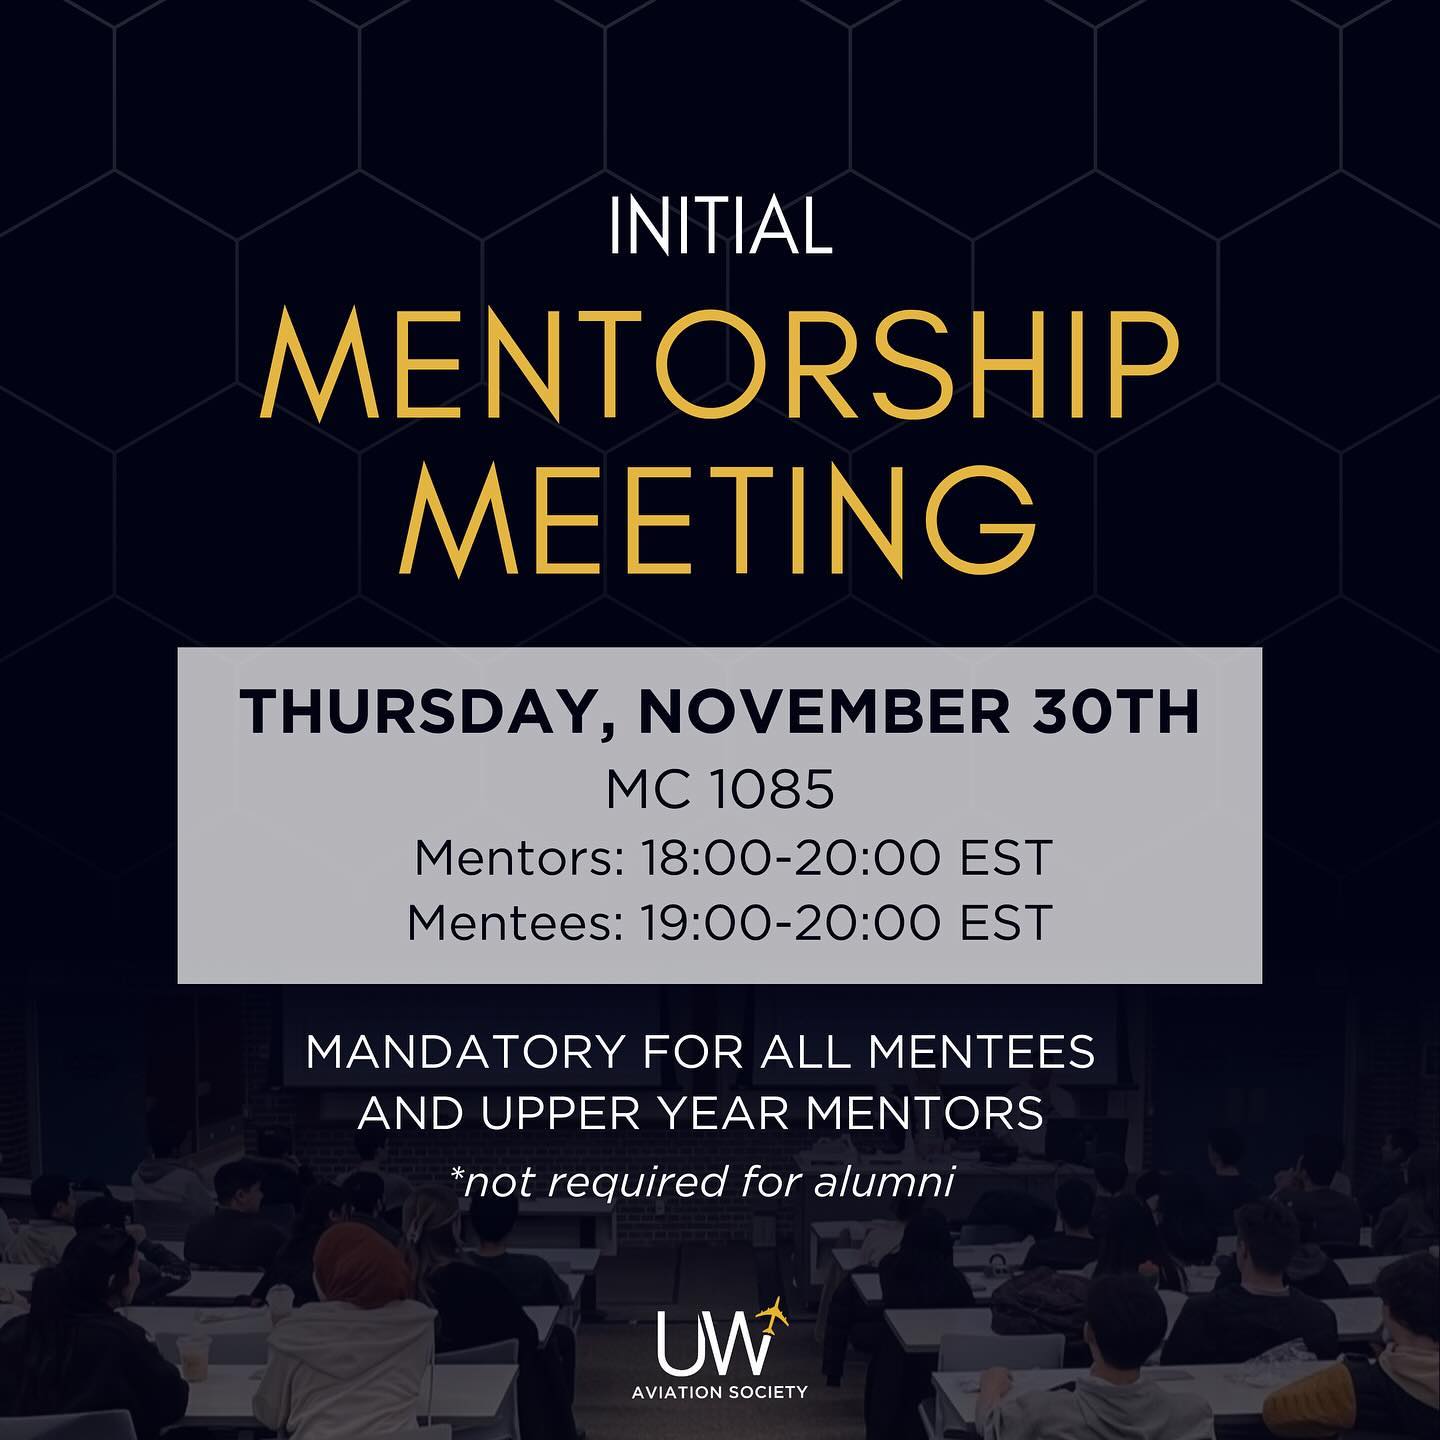 INITIAL
MENTORSHIP
MEETING
THURSDAY, NOVEMBER 30TH
MC 1085
Mentors: 18:00-20:00 EST
Mentees: 19:00-20:00 EST
MANDATORY FOR ALL MENTEES
AND UPPER YEAR MENTORS
*not required for alumni
UW
AVIATION SOCIETY